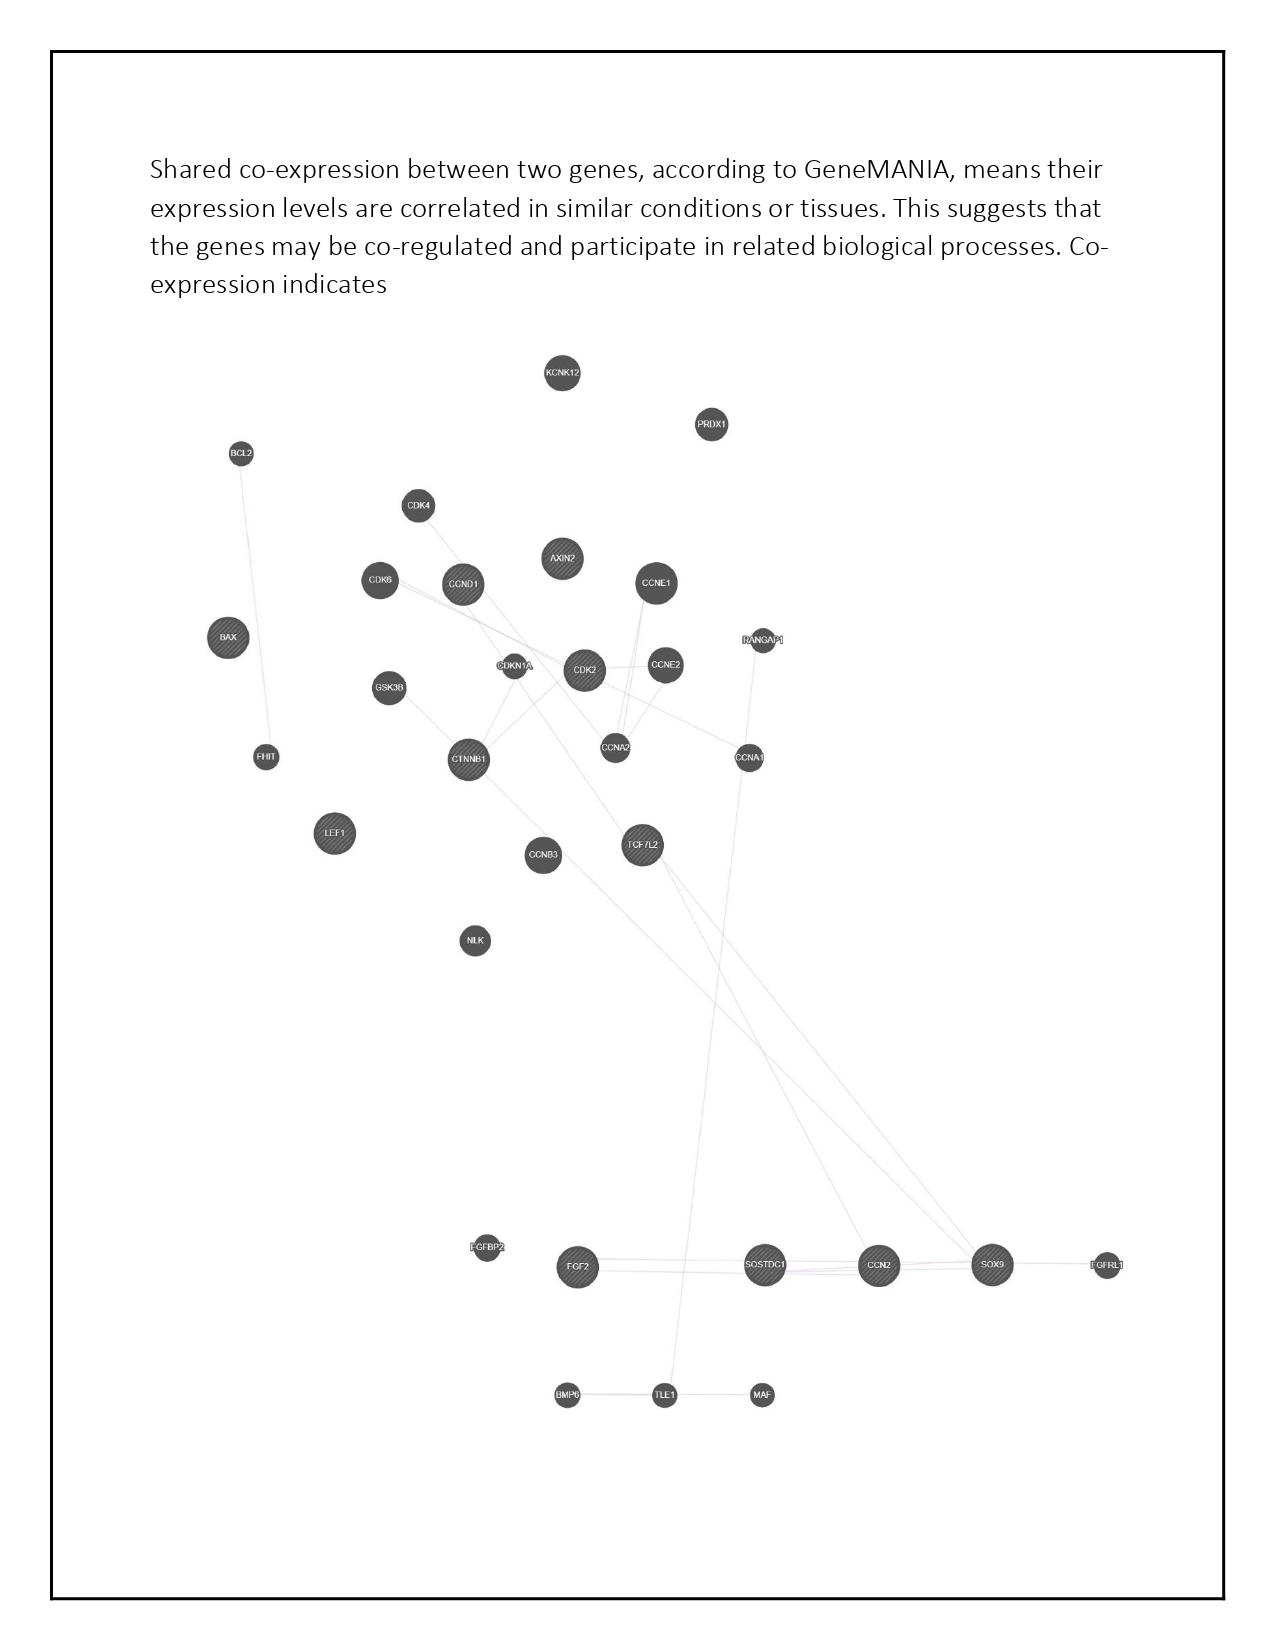 Shared co-expression between two genes, according to GeneMANIA, means their
expression levels are correlated in similar conditions or tissues. This suggests that
the genes may be co-regulated and participate in related biological processes. Co-
expression indicates
KCNK12
PRDX1
BCL2
CDK4
AXIN2
CDK6
CCND1
CCNE1
BAX
RANGAP1
CDKN1A
CDK2
CCNE2
GSK3B
CCNA2
FHIT
CTNNB1
CCNA1
LEF1
TCF7L2
CCNB3
NLK
FGFBP2
FGF2
SOSTDC1
CCN2
SOX9
FGFRL1
BMP6
TLE1
MAF